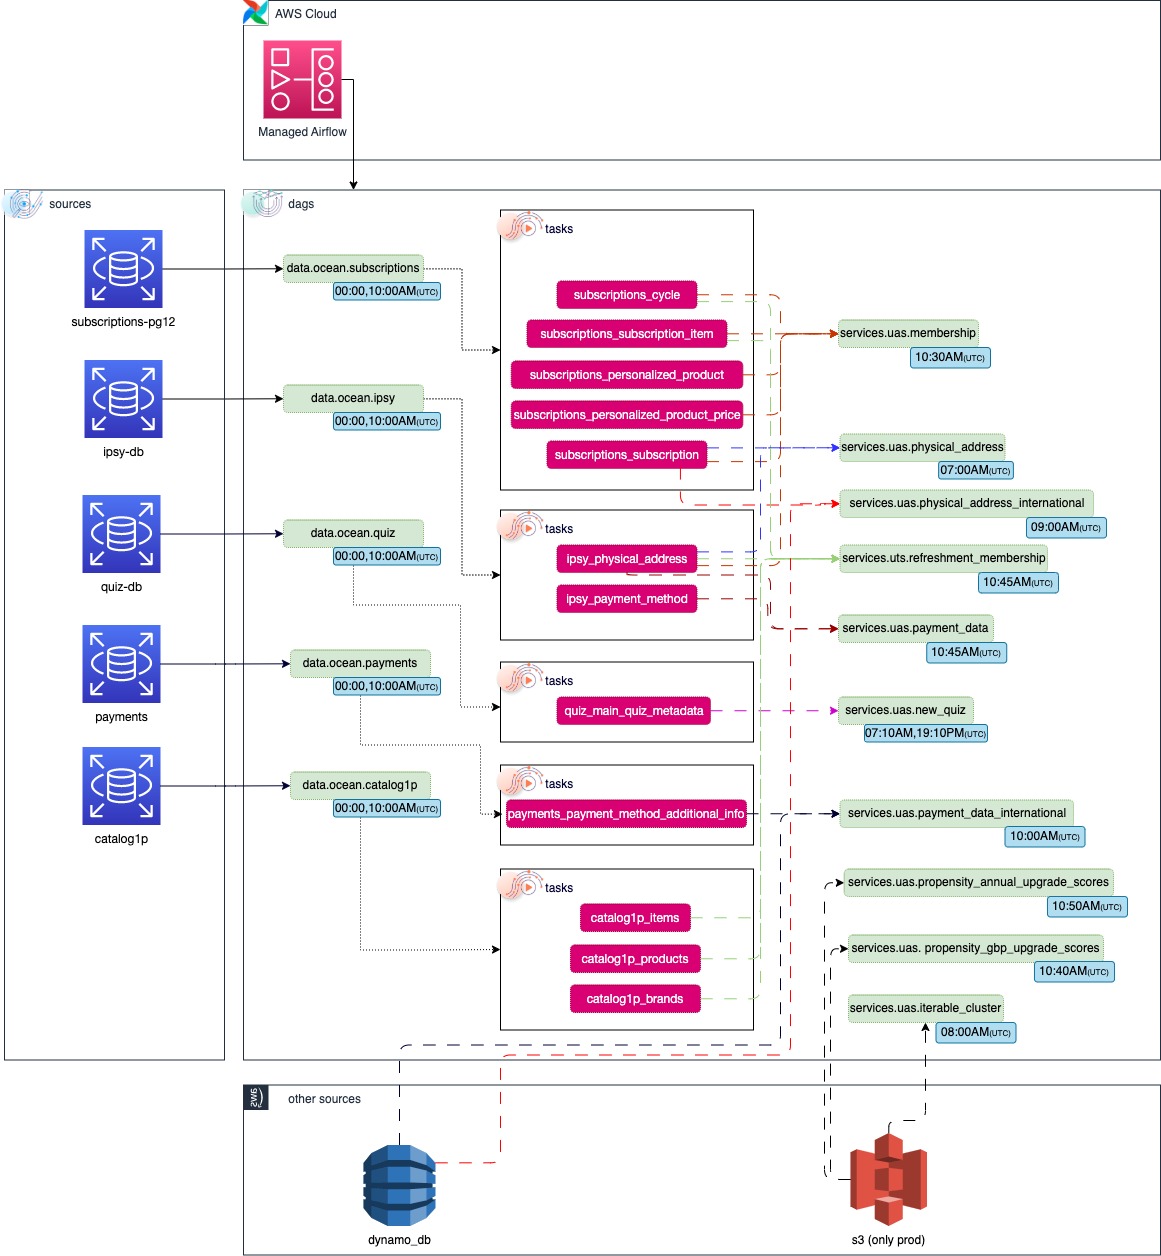 AWS Cloud
Managed Airflow
sources
subscriptions-pg12
ipsy-db
quiz-db
payments
catalog1p
dags
data.ocean.subscriptions
00:00,10:00AM(UTC)
data.ocean.ipsy
00:00,10:00AM(UTC)
data.ocean.quiz
00:00,10:00AM(UTC)
data.ocean.payments
00:00,10:00AM(UTC)
data.ocean.catalog1p
00:00,10:00AM(UTC)
tasks
subscriptions_cycle
subscriptions_subscription_item
subscriptions_personalized_product
subscriptions_personalized_product_price
subscriptions_subscription
tasks
ipsy_physical_address
ipsy_payment_method
tasks
quiz_main_quiz_metadata
tasks
payments_payment_method_additional_info
tasks
catalog1p_items
catalog1p_products
catalog1p_brands
services.uas.membership
10:30AM(UTC)
services.uas.physical_address
07:00AM(UTC)
services.uas.physical_address_international
09:00AM(UTC)
services.uts.refreshment_membership
10:45AM(UTC)
services.uas.payment_data
10:45AM(UTC)
services.uas.new_quiz
07:10AM,19:10PM(UTC)
services.uas.payment_data_international
10:00AM(UTC)
services.uas.propensity_annual_upgrade_scores
10:50AM(UTC)
services.uas. propensity_gbp_upgrade_scores
10:40AM(UTC)
services.uas.iterable_cluster
08:00AM(UTC)
aws
other sources
dynamo_db
s3 (only prod)